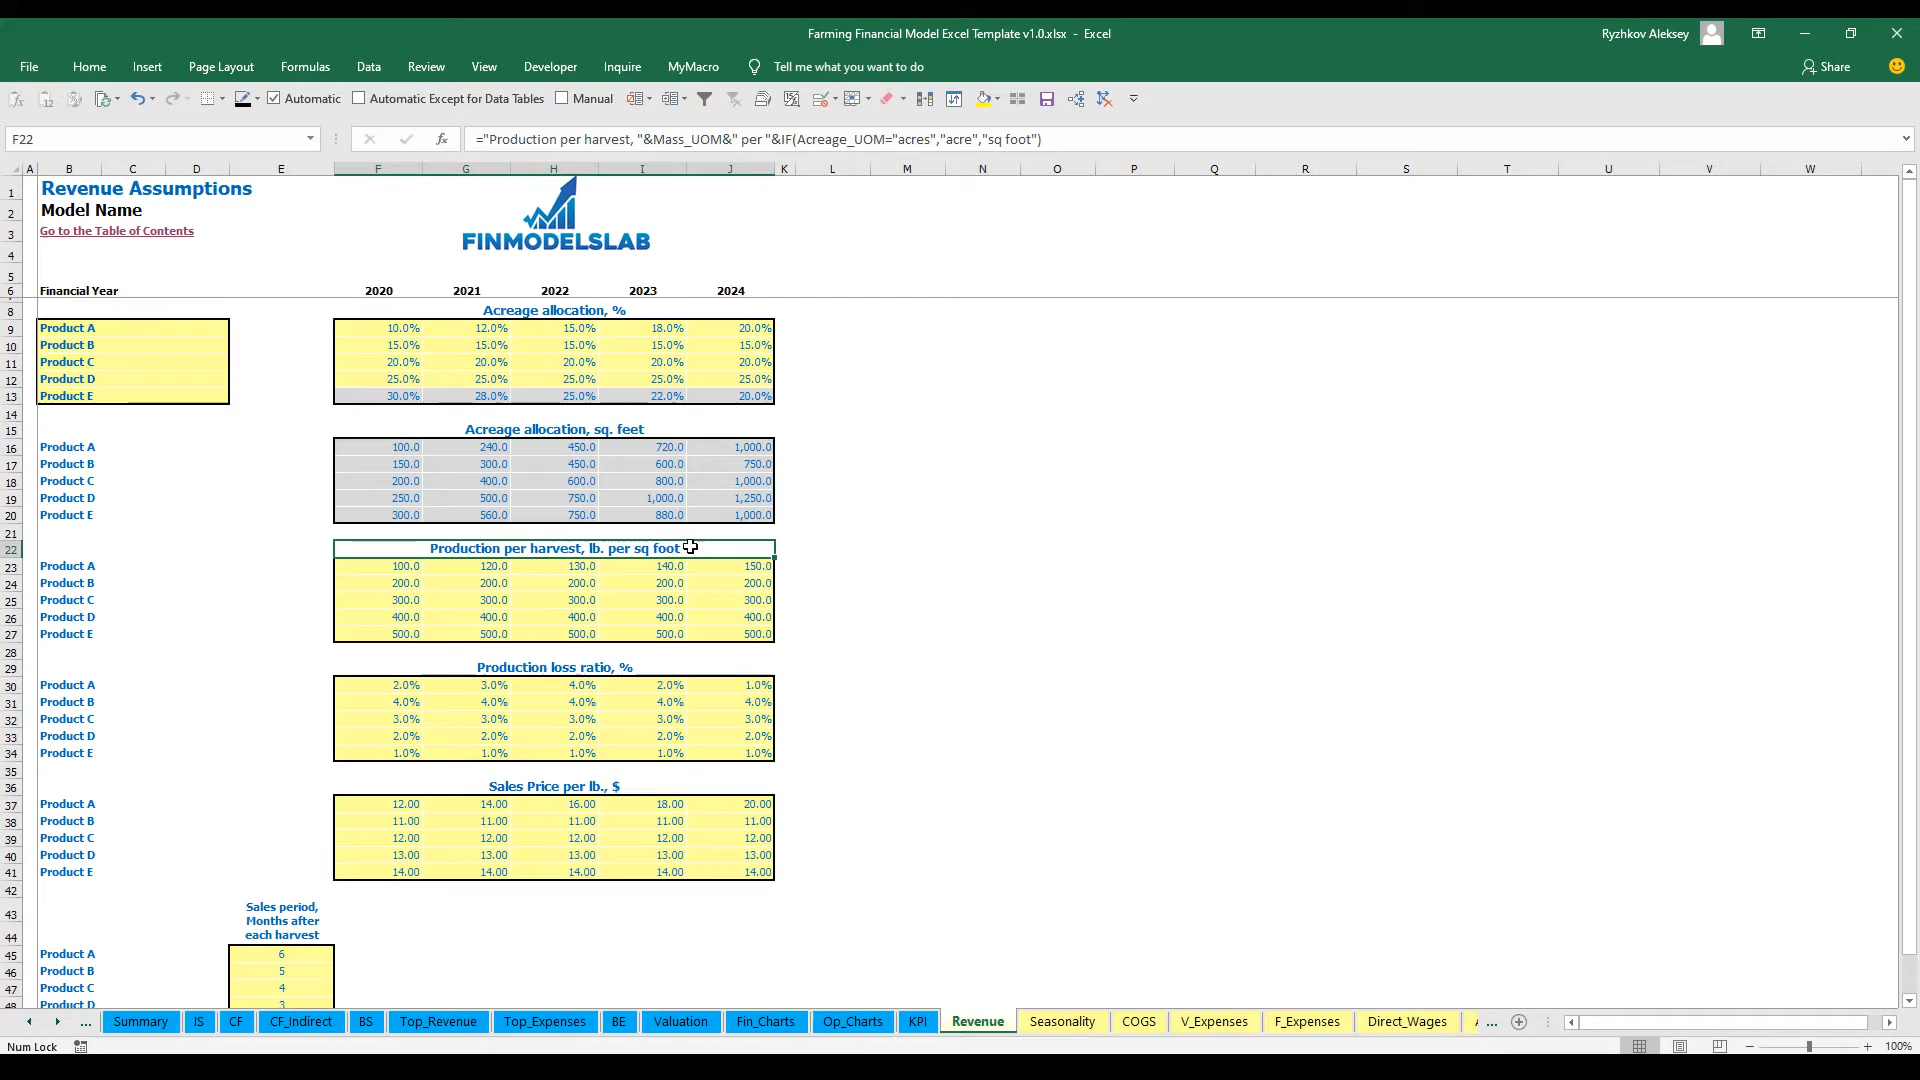 Farming Financial Model Excel Template v1.0.xlsx - Excel
Ryzhkov Aleksey
File Home Insert Page Layout Formulas Data Review View Developer Inquire MyMacro Tell me what you want to do Share
Automatic Automatic Except for Data Tables Manual
F22 ="Production per harvest, "&Mass_UOM&" per "&IF(Acreage_UOM="acres","acre","sq foot")
A B C D E F G H I J K L M N O P Q R S T U V W
1 Revenue Assumptions
2 Model Name
3 Go to the Table of Contents
FINMODELSLAB
4
5
6 Financial Year 2020 2021 2022 2023 2024
8 Acreage allocation, %
9 Product A 10.0% 12.0% 15.0% 18.0% 20.0%
10 Product B 15.0% 15.0% 15.0% 15.0% 15.0%
11 Product C 20.0% 20.0% 20.0% 20.0% 20.0%
12 Product D 25.0% 25.0% 25.0% 25.0% 25.0%
13 Product E 30.0% 28.0% 25.0% 22.0% 20.0%
14
15 Acreage allocation, sq. feet
16 Product A 100.0 240.0 450.0 720.0 1,000.0
17 Product B 150.0 300.0 450.0 600.0 750.0
18 Product C 200.0 400.0 600.0 800.0 1,000.0
19 Product D 250.0 500.0 750.0 1,000.0 1,250.0
20 Product E 300.0 560.0 750.0 880.0 1,000.0
21
22 Production per harvest, lb. per sq foot
23 Product A 100.0 120.0 130.0 140.0 150.0
24 Product B 200.0 200.0 200.0 200.0 200.0
25 Product C 300.0 300.0 300.0 300.0 300.0
26 Product D 400.0 400.0 400.0 400.0 400.0
27 Product E 500.0 500.0 500.0 500.0 500.0
28
29 Production loss ratio, %
30 Product A 2.0% 3.0% 4.0% 2.0% 1.0%
31 Product B 4.0% 4.0% 4.0% 4.0% 4.0%
32 Product C 3.0% 3.0% 3.0% 3.0% 3.0%
33 Product D 2.0% 2.0% 2.0% 2.0% 2.0%
34 Product E 1.0% 1.0% 1.0% 1.0% 1.0%
35
36 Sales Price per lb., $
37 Product A 12.00 14.00 16.00 18.00 20.00
38 Product B 11.00 11.00 11.00 11.00 11.00
39 Product C 12.00 12.00 12.00 12.00 12.00
40 Product D 13.00 13.00 13.00 13.00 13.00
41 Product E 14.00 14.00 14.00 14.00 14.00
42
43 Sales period,
Months after
44 each harvest
45 Product A 6
46 Product B 5
47 Product C 4
48 Product D 3
... Summary IS CF CF_Indirect BS Top_Revenue Top_Expenses BE Valuation Fin_Charts Op_Charts KPI Revenue Seasonality COGS V_Expenses F_Expenses Direct_Wages ...
Num Lock 100%